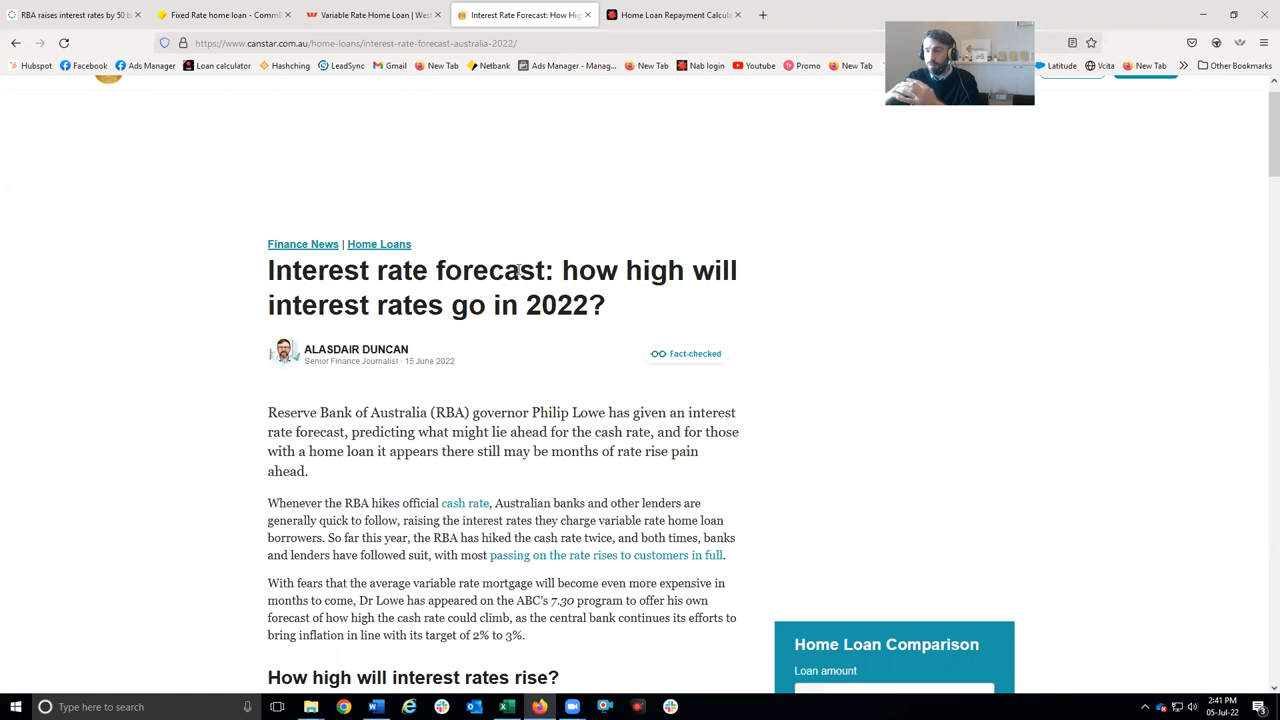 RBA raises interest rates by 50 b
Fixed Rate home loan - CommB
Variable Rate Home Loans | West
Interest Rate Forecast: How Hig
Home Loan Repayment Calcula
https://www.canstar.com.au/home-loans/interest-rate-forecast-australia-2022/
Hubspot Facebook Ads Manager Loan calculator Hatching LeadSync Gmail New Tab Netbank Ads Manager - Manag... New Tab Nab login Youtube Promo New Tab Latitude Vcita New Tab Other Bookmarks
Finance News | Home Loans
Interest rate forecast: how high will
interest rates go in 2022?
ALASDAIR DUNCAN
Senior Finance Journalist · 15 June 2022
Fact-checked
Reserve Bank of Australia (RBA) governor Philip Lowe has given an interest
rate forecast, predicting what might lie ahead for the cash rate, and for those
with a home loan it appears there still may be months of rate rise pain
ahead.
Whenever the RBA hikes official cash rate, Australian banks and other lenders are
generally quick to follow, raising the interest rates they charge variable rate home loan
borrowers. So far this year, the RBA has hiked the cash rate twice, and both times, banks
and lenders have followed suit, with most passing on the rate rises to customers in full.
With fears that the average variable rate mortgage will become even more expensive in
months to come, Dr Lowe has appeared on the ABC's 7.30 program to offer his own
forecast of how high the cash rate could climb, as the central bank continues its efforts to
bring inflation in line with its target of 2% to 3%.
How high will interest rates rise?
Home Loan Comparison
Loan amount
Type here to search
2:41 PM
05-Jul-22
3